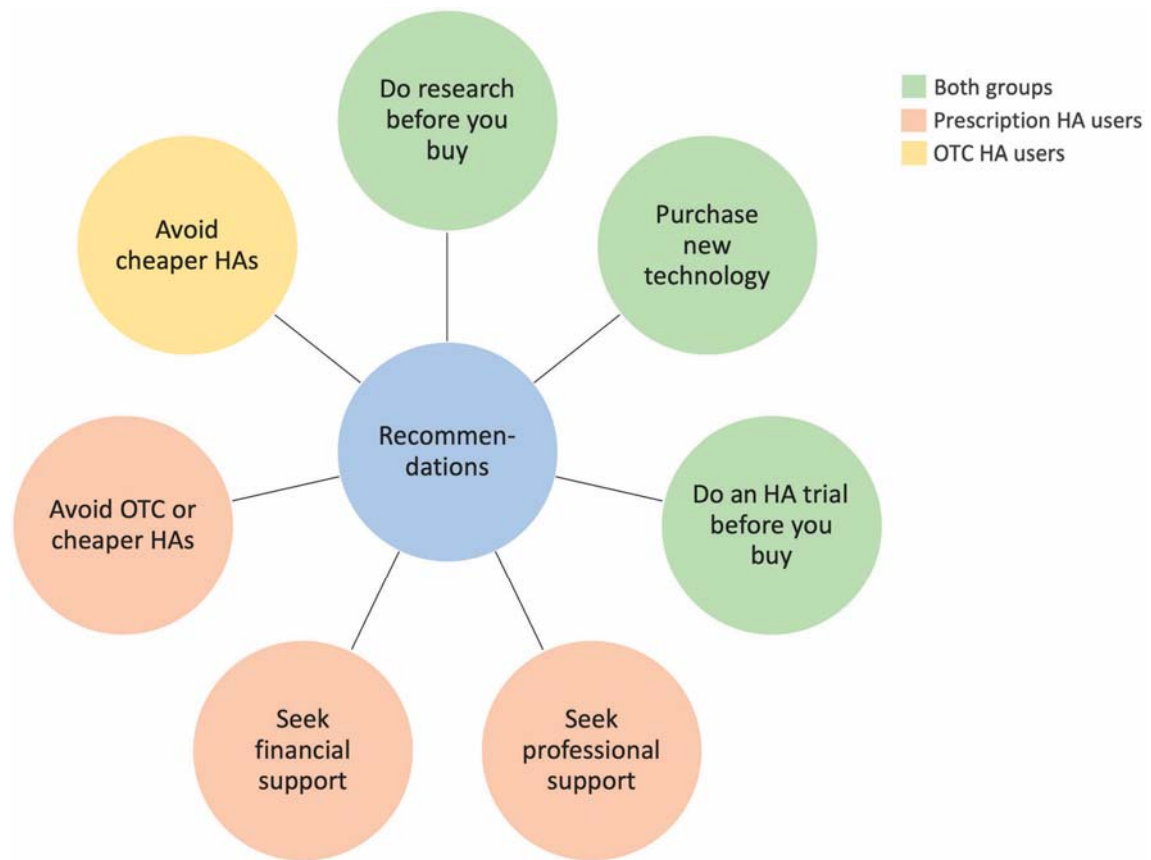 Do research
before you
buy
Both groups
Prescription HA users
OTC HA users
Purchase
new
technology
Avoid
cheaper HAs
Recommen-
dations
Do an HA trial
before you
buy
Avoid OTC or
cheaper HAs
Seek
financial
support
Seek
professional
support